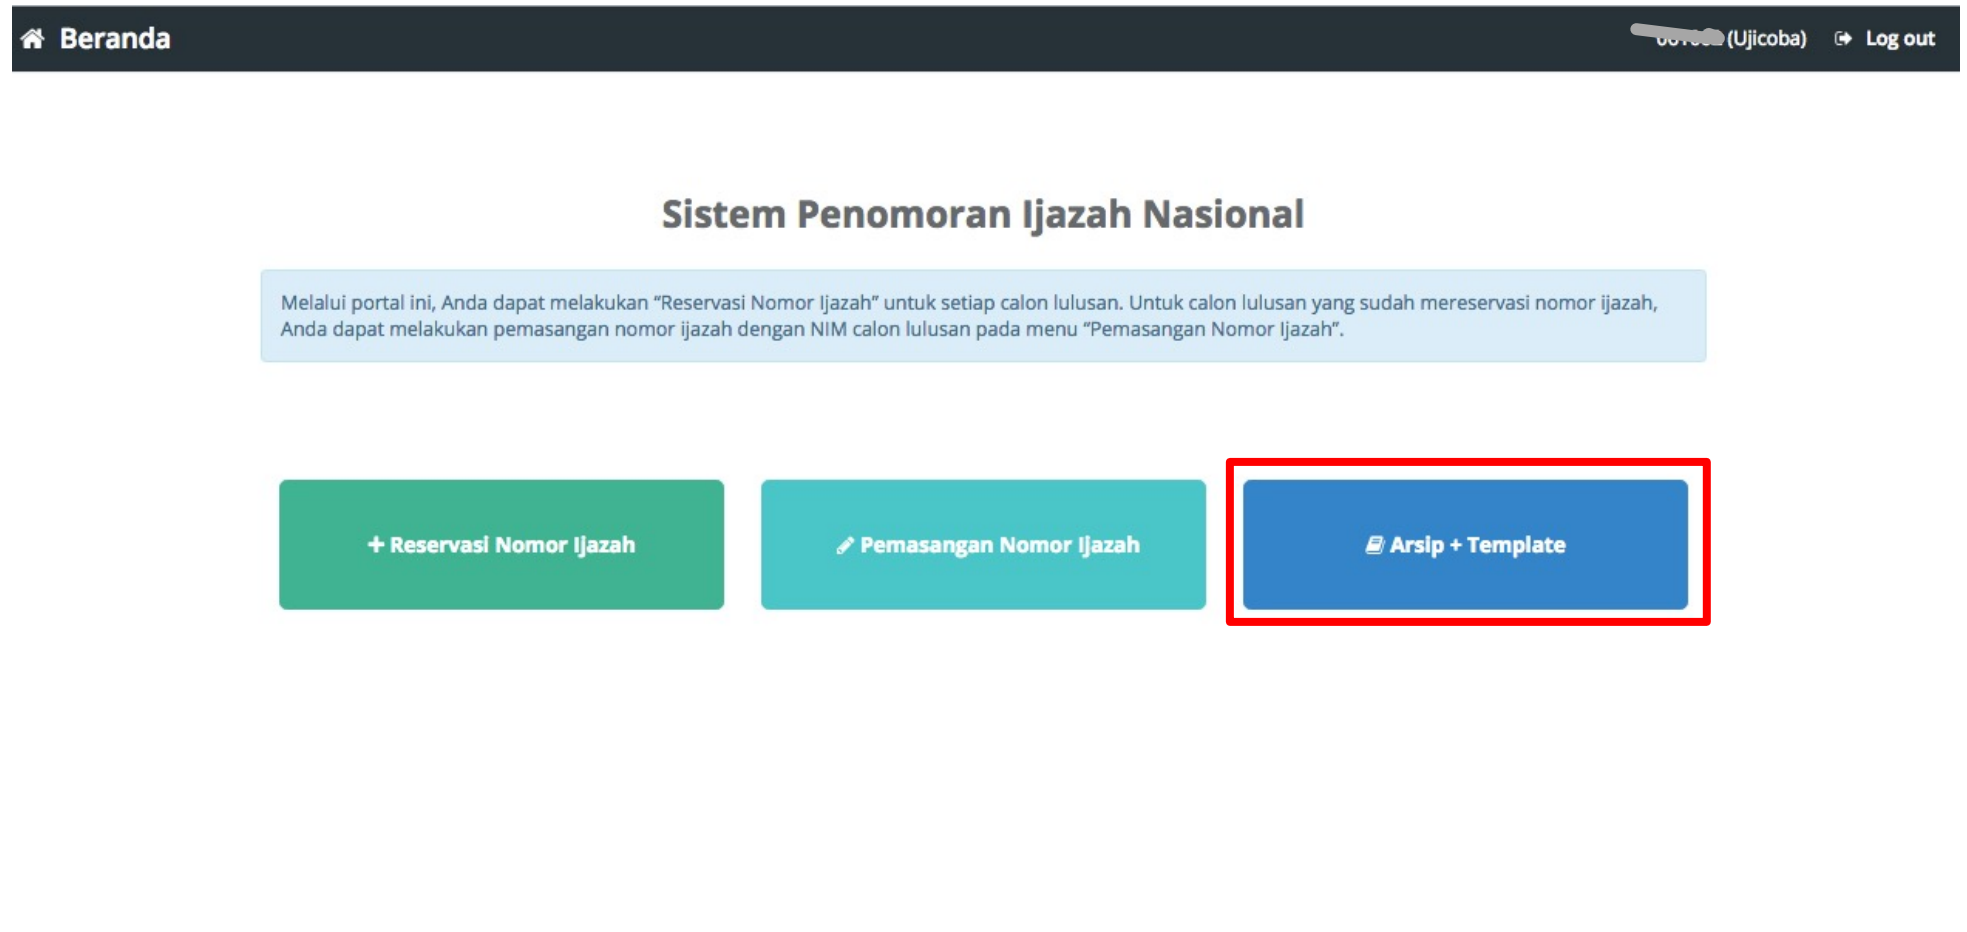 Beranda
(Ujicoba) Log out
Sistem Penomoran Ijazah Nasional
Melalui portal ini, Anda dapat melakukan “Reservasi Nomor Ijazah” untuk setiap calon lulusan. Untuk calon lulusan yang sudah mereservasi nomor ijazah,
Anda dapat melakukan pemasangan nomor ijazah dengan NIM calon lulusan pada menu “Pemasangan Nomor Ijazah”.
+ Reservasi Nomor Ijazah
Pemasangan Nomor Ijazah
Arsip + Template